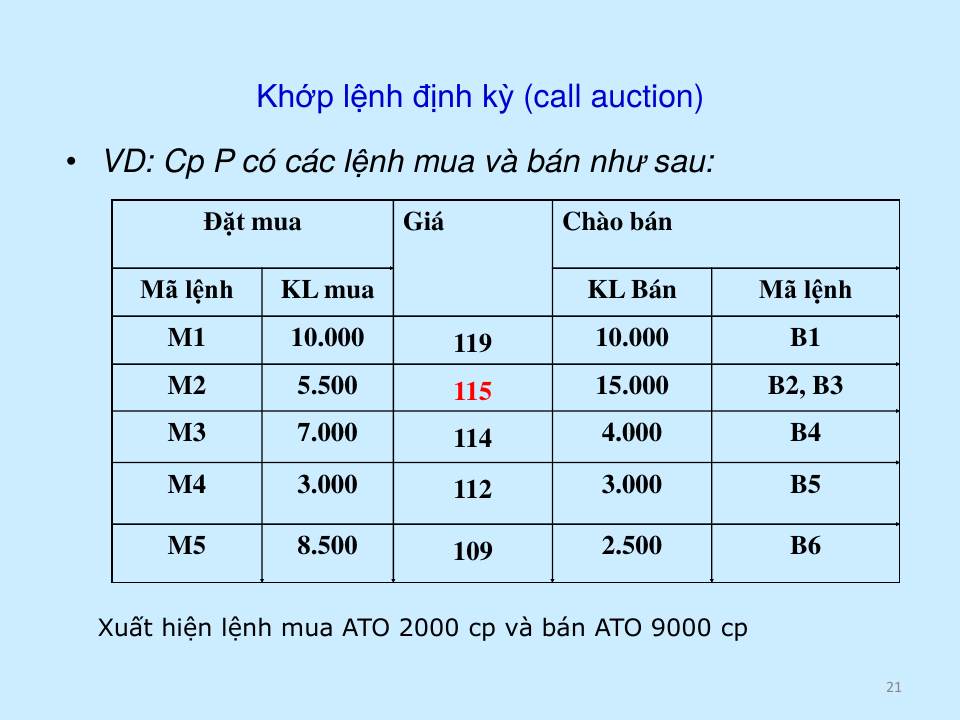 Khớp lệnh định kỳ (call auction)
• VD: Cp P có các lệnh mua và bán như sau:
Đặt mua Giá Chào bán
Mã lệnh KL mua KL Bán Mã lệnh
M1 10.000 119 10.000 B1
M2 5.500 115 15.000 B2, B3
M3 7.000 114 4.000 B4
M4 3.000 112 3.000 B5
M5 8.500 109 2.500 B6
Xuất hiện lệnh mua ATO 2000 cp và bán ATO 9000 cp
21